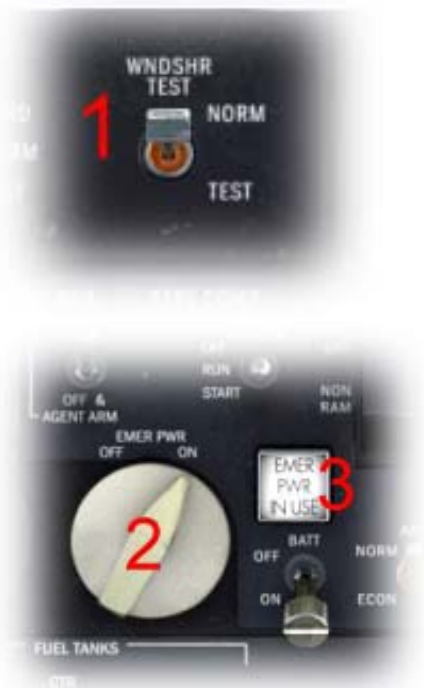 WNDSHR
TEST
1
NORM
TEST
RUN
START
OFF &
AGENT ARM
NON
RAM
EMER PWR
OFF
ON
2
EMER
PWR
IN USE
3
BATT
OFF
ON
NORM
ECON
FUEL TANKS
CTR